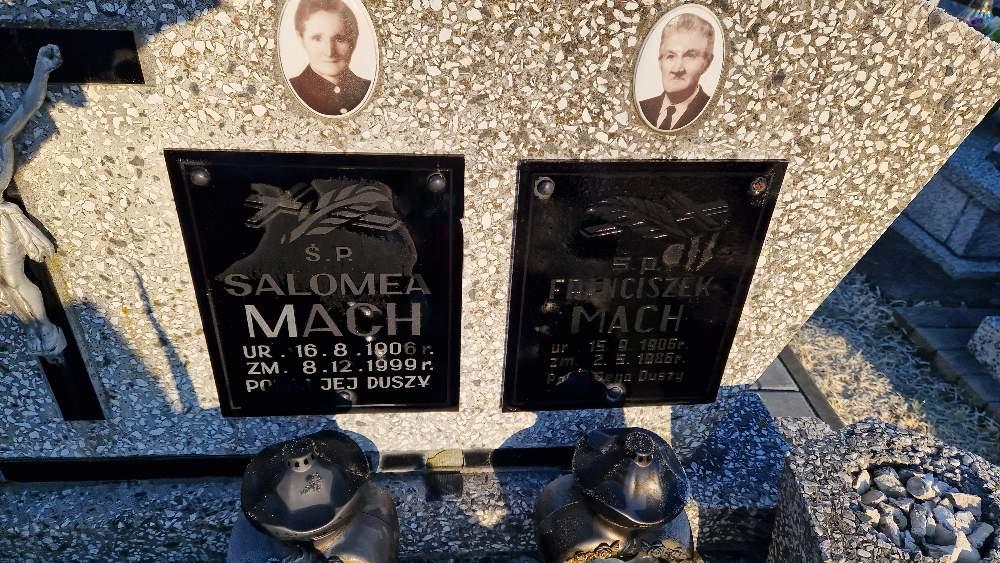 Ś.P.
SALOMEA
MACH
UR. 16.8.1906 r.
ZM. 8.12.1999 r.
JEJ DUSZY
Ś.P.
FRANCISZEK
MACH
ur. 15.9.1906r.
zm. 2.5.1986r.
Duszy